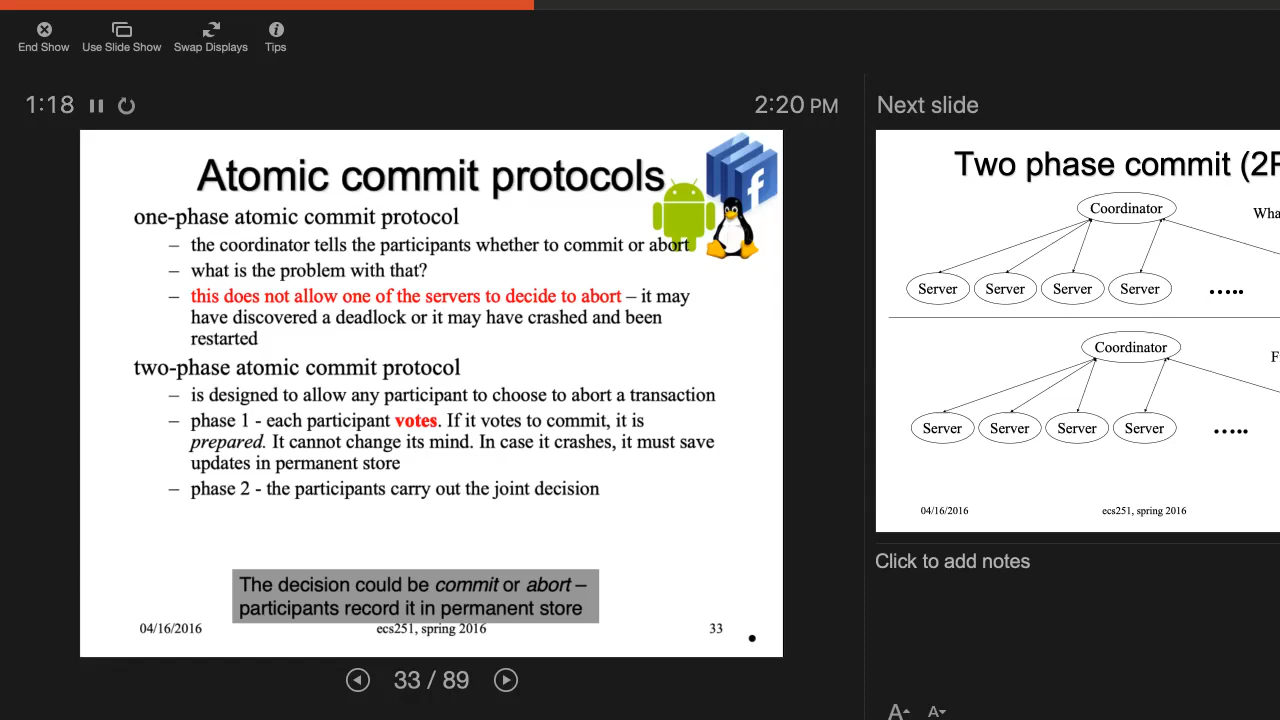 End Show
Use Slide Show
Swap Displays
Tips
1:18
2:20 PM
Next slide
Atomic commit protocols
one-phase atomic commit protocol
– the coordinator tells the participants whether to commit or abort
– what is the problem with that?
– this does not allow one of the servers to decide to abort – it may
have discovered a deadlock or it may have crashed and been
restarted
two-phase atomic commit protocol
– is designed to allow any participant to choose to abort a transaction
– phase 1 - each participant votes. If it votes to commit, it is
prepared. It cannot change its mind. In case it crashes, it must save
updates in permanent store
– phase 2 - the participants carry out the joint decision
The decision could be commit or abort –
participants record it in permanent store
04/16/2016
ecs251, spring 2016
33
33 / 89
Two phase commit (2P
Coordinator
Wha
Server
Server
Server
Server
.....
Coordinator
F
Server
Server
Server
Server
.....
04/16/2016
ecs251, spring 2016
Click to add notes
A
A